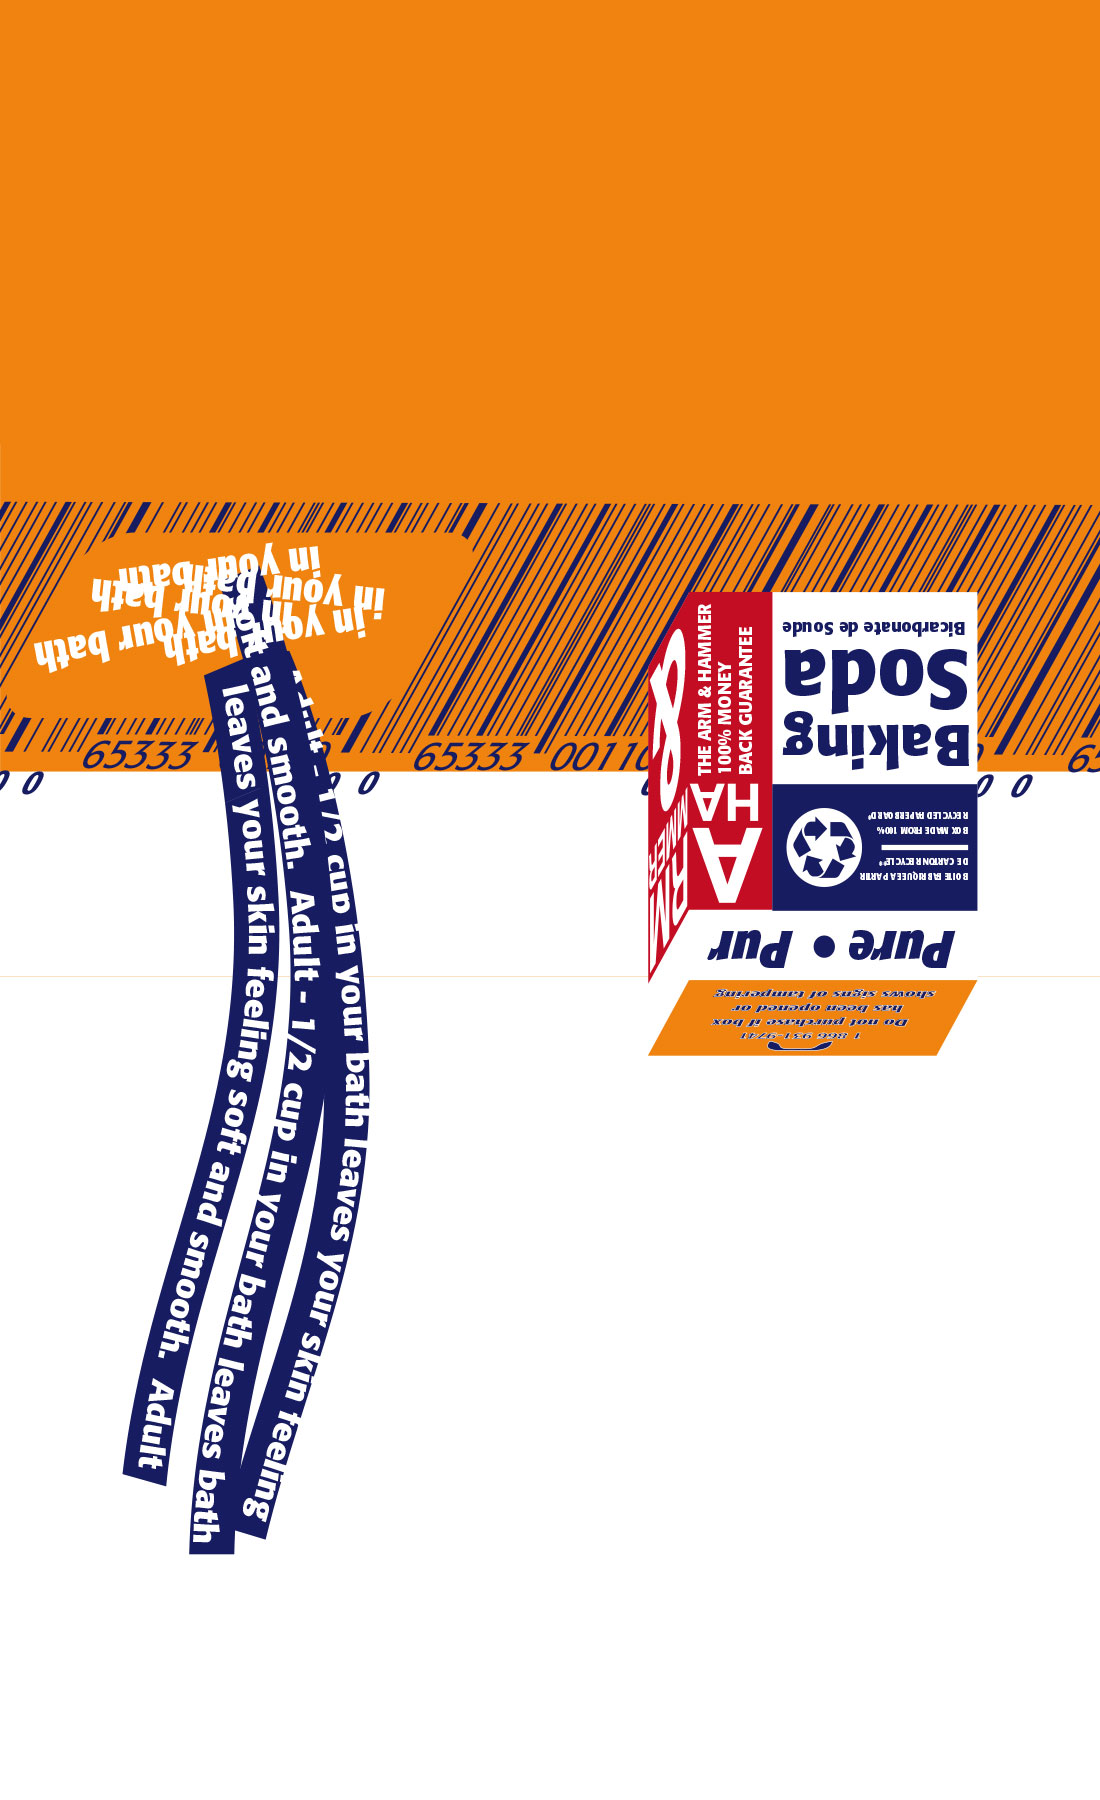 in your bath
in your bath
in your bath
in your bath
65333
65333 00110
65
0 0
0
0
0 0
leaves your skin feeling soft and smooth. Adult
soft and smooth. Adult - 1/2 cup in your bath leaves bath
Adult - 1/2 cup in your bath leaves your skin feeling
&
ARM
HAMMER
THE ARM & HAMMER
100% MONEY
BACK GUARANTEE
HA
A
Baking
Soda
Bicarbonate de Soude
BOITE FABRIQUEE A PARTIR
DE CARTON RECYCLE
BOX MADE FROM 100%
RECYCLED PAPERBOARD
Pure • Pur
1 866 931-9741
Do not purchase if box
has been opened or
shows signs of tampering